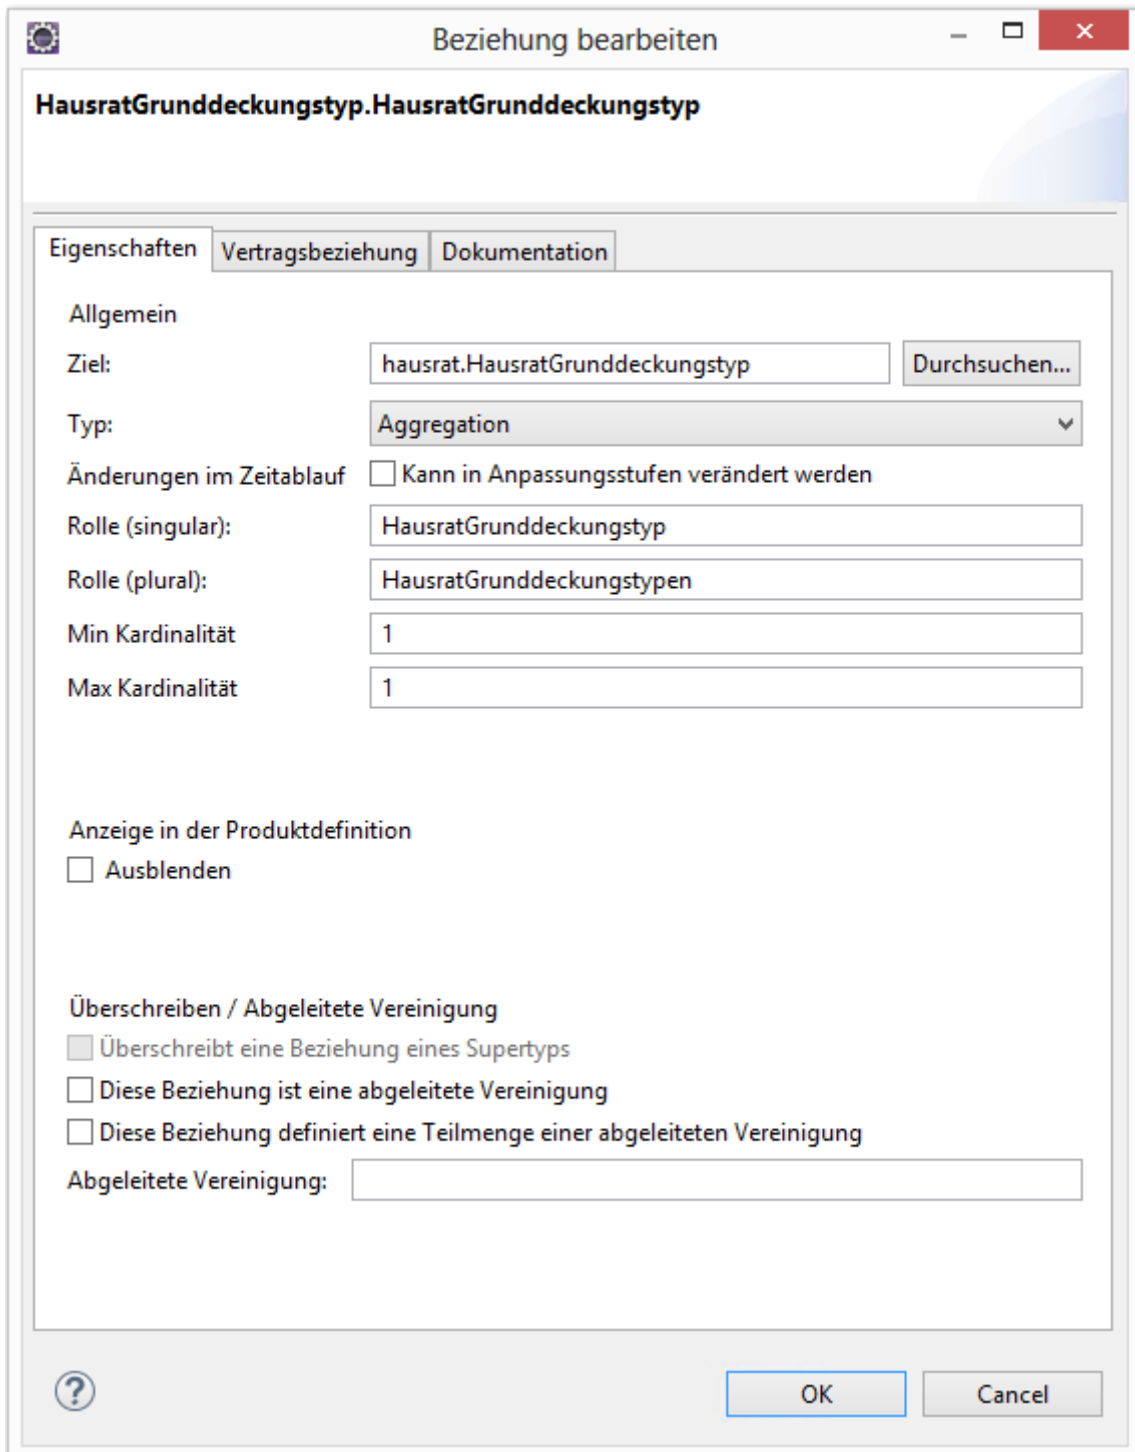 Beziehung bearbeiten
HausratGrunddeckungstyp.HausratGrunddeckungstyp
Eigenschaften Vertragsbeziehung Dokumentation
Allgemein
Ziel: hausrat.HausratGrunddeckungstyp Durchsuchen...
Typ: Aggregation
Änderungen im Zeitablauf Kann in Anpassungsstufen verändert werden
Rolle (singular): HausratGrunddeckungstyp
Rolle (plural): HausratGrunddeckungstypen
Min Kardinalität 1
Max Kardinalität 1
Anzeige in der Produktdefinition
Ausblenden
Überschreiben / Abgeleitete Vereinigung
Überschreibt eine Beziehung eines Supertyps
Diese Beziehung ist eine abgeleitete Vereinigung
Diese Beziehung definiert eine Teilmenge einer abgeleiteten Vereinigung
Abgeleitete Vereinigung:
? OK Cancel